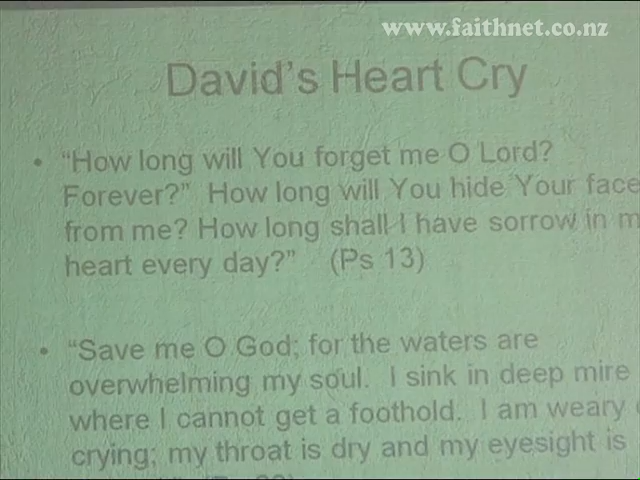 www.faithnet.co.nz
David's Heart Cry
• "How long will You forget me O Lord?
Forever?" How long will You hide Your face
from me? How long shall I have sorrow in m
heart every day?" (Ps 13)
• "Save me O God; for the waters are
overwhelming my soul. I sink in deep mire
where I cannot get a foothold. I am weary
crying; my throat is dry and my eyesight is